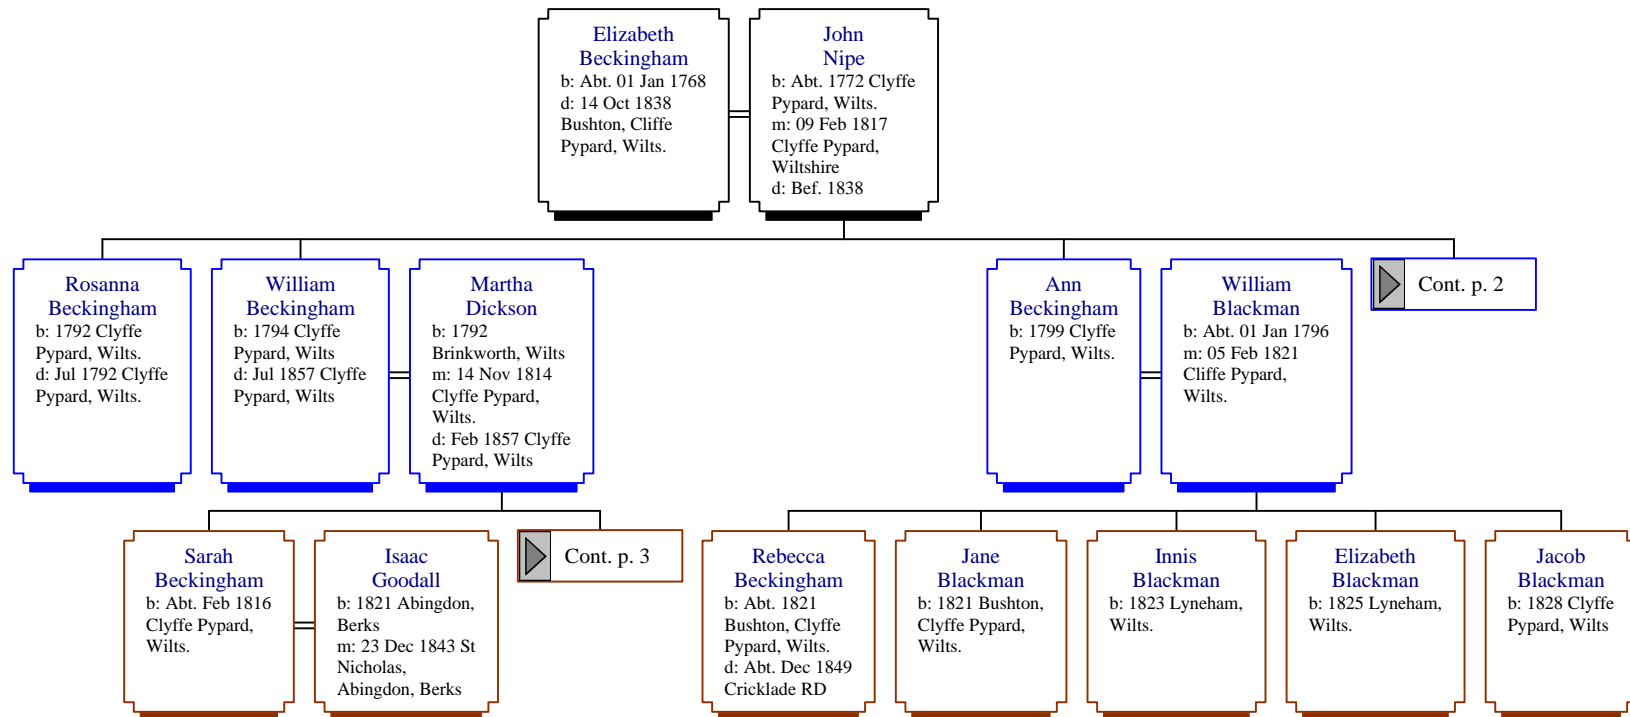 Elizabeth
Beckingham
b: Abt. 01 Jan 1768
d: 14 Oct 1838
Bushton, Cliffe
Pypard, Wilts.
John
Nipe
b: Abt. 1772 Clyffe
Pypard, Wilts.
m: 09 Feb 1817
Clyffe Pypard,
Wiltshire
d: Bef. 1838
Rosanna
Beckingham
b: 1792 Clyffe
Pypard, Wilts.
d: Jul 1792 Clyffe
Pypard, Wilts.
William
Beckingham
b: 1794 Clyffe
Pypard, Wilts
d: Jul 1857 Clyffe
Pypard, Wilts
Martha
Dickson
b: 1792
Brinkworth, Wilts
m: 14 Nov 1814
Clyffe Pypard,
Wilts.
d: Feb 1857 Clyffe
Pypard, Wilts
Ann
Beckingham
b: 1799 Clyffe
Pypard, Wilts.
William
Blackman
b: Abt. 01 Jan 1796
m: 05 Feb 1821
Cliffe Pypard,
Wilts.
Cont. p. 2
Sarah
Beckingham
b: Abt. Feb 1816
Clyffe Pypard,
Wilts.
Isaac
Goodall
b: 1821 Abingdon,
Berks
m: 23 Dec 1843 St
Nicholas,
Abingdon, Berks
Cont. p. 3
Rebecca
Beckingham
b: Abt. 1821
Bushton, Clyffe
Pypard, Wilts.
d: Abt. Dec 1849
Cricklade RD
Jane
Blackman
b: 1821 Bushton,
Clyffe Pypard,
Wilts.
Innis
Blackman
b: 1823 Lyneham,
Wilts.
Elizabeth
Blackman
b: 1825 Lyneham,
Wilts.
Jacob
Blackman
b: 1828 Clyffe
Pypard, Wilts